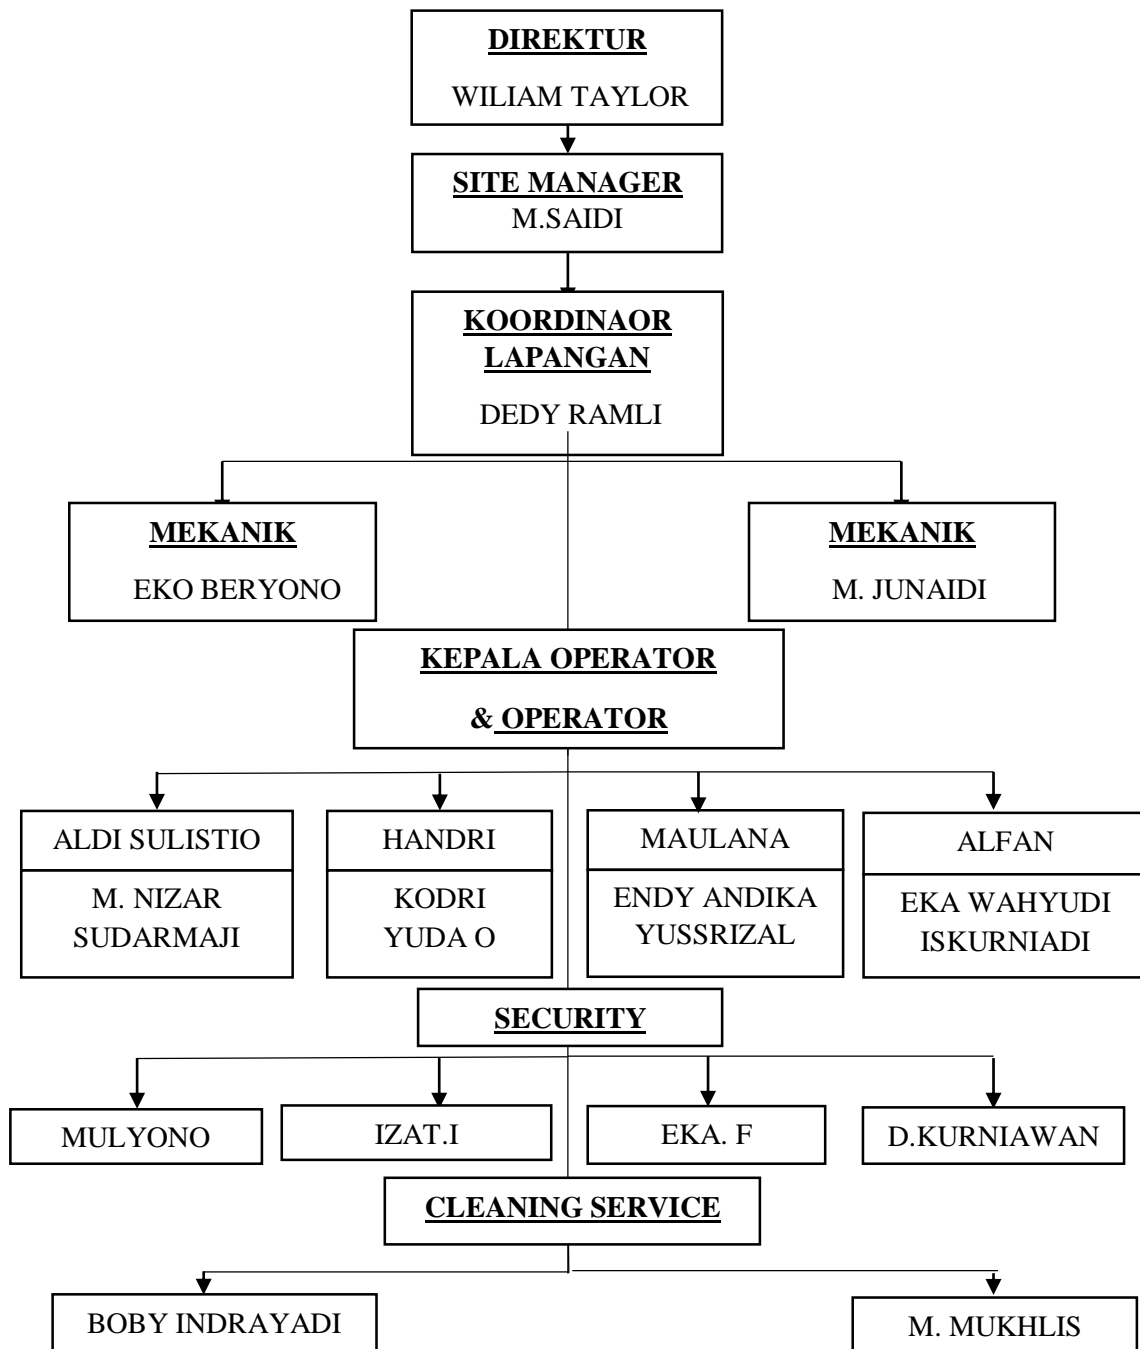 DIREKTUR
WILIAM TAYLOR
SITE MANAGER
M.SAIDI
KOORDINAOR
LAPANGAN
DEDY RAMLI
MEKANIK
EKO BERYONO
MEKANIK
M. JUNAIDI
KEPALA OPERATOR
& OPERATOR
ALDI SULISTIO
M. NIZAR
SUDARMAJI
HANDRI
KODRI
YUDA O
MAULANA
ENDY ANDIKA
YUSSRIZAL
ALFAN
EKA WAHYUDI
ISKURNIADI
SECURITY
MULYONO
IZAT.I
EKA. F
D.KURNIAWAN
CLEANING SERVICE
BOBY INDRAYADI
M. MUKHLIS